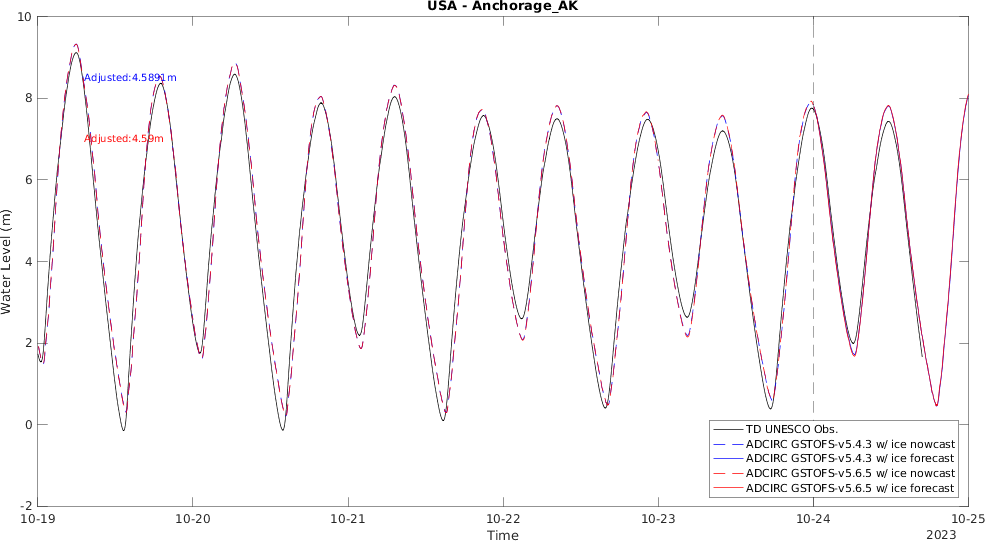 USA - Anchorage_AK
10
8
6
4
2
0
-2
Water Level (m)
Adjusted:4.5891m
Adjusted:4.59m
TD UNESCO Obs.
ADCIRC GSTOFS-v5.4.3 w/ ice nowcast
ADCIRC GSTOFS-v5.4.3 w/ ice forecast
ADCIRC GSTOFS-v5.6.5 w/ ice nowcast
ADCIRC GSTOFS-v5.6.5 w/ ice forecast
10-19
10-20
10-21
10-22
10-23
10-24
10-25
Time
2023